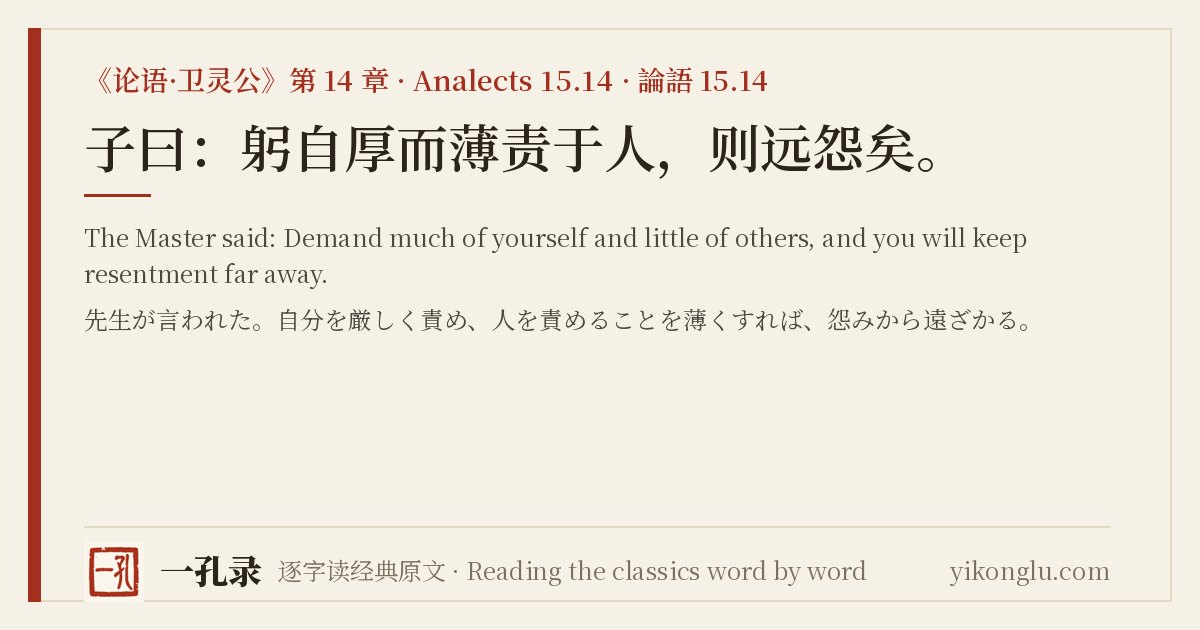 《论语·卫灵公》第 14 章 · Analects 15.14 · 論語 15.14
子曰：躬自厚而薄责于人，则远怨矣。
The Master said: Demand much of yourself and little of others, and you will keep
resentment far away.
先生が言われた。自分を厳しく責め、人を責めることを薄くすれば、怨みから遠ざかる。
一孔
一孔录 逐字读经典原文 · Reading the classics word by word yikonglu.com